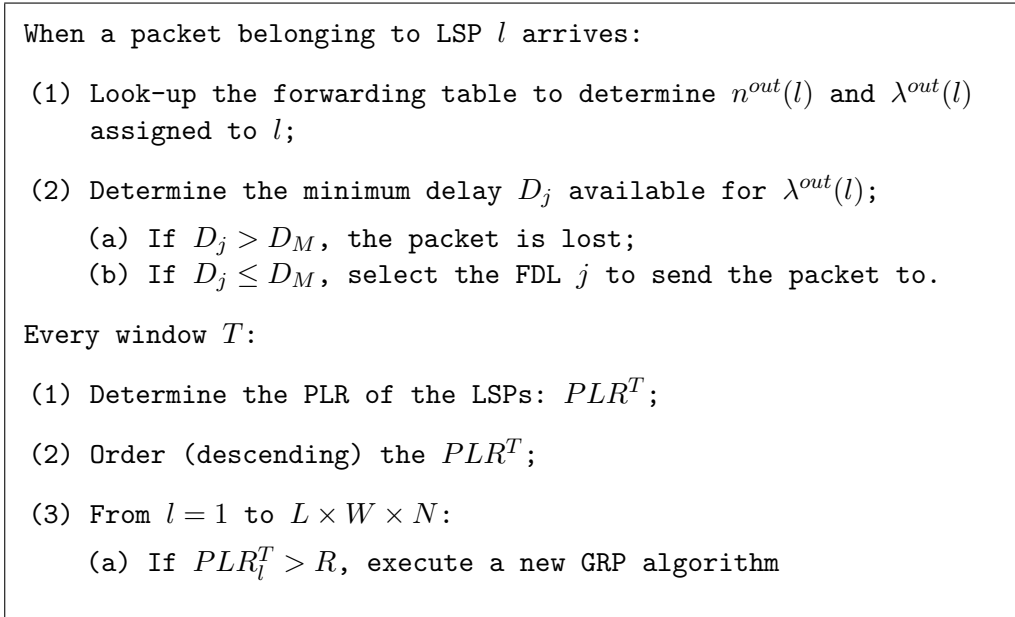 When a packet belonging to LSP l arrives:
(1) Look-up the forwarding table to determine n^{out}(l) and λ^{out}(l)
assigned to l;
(2) Determine the minimum delay D_j available for λ^{out}(l);
(a) If D_j > D_M, the packet is lost;
(b) If D_j ≤ D_M, select the FDL j to send the packet to.
Every window T:
(1) Determine the PLR of the LSPs: PLR^T;
(2) Order (descending) the PLR^T;
(3) From l = 1 to L × W × N:
(a) If PLR_l^T > R, execute a new GRP algorithm